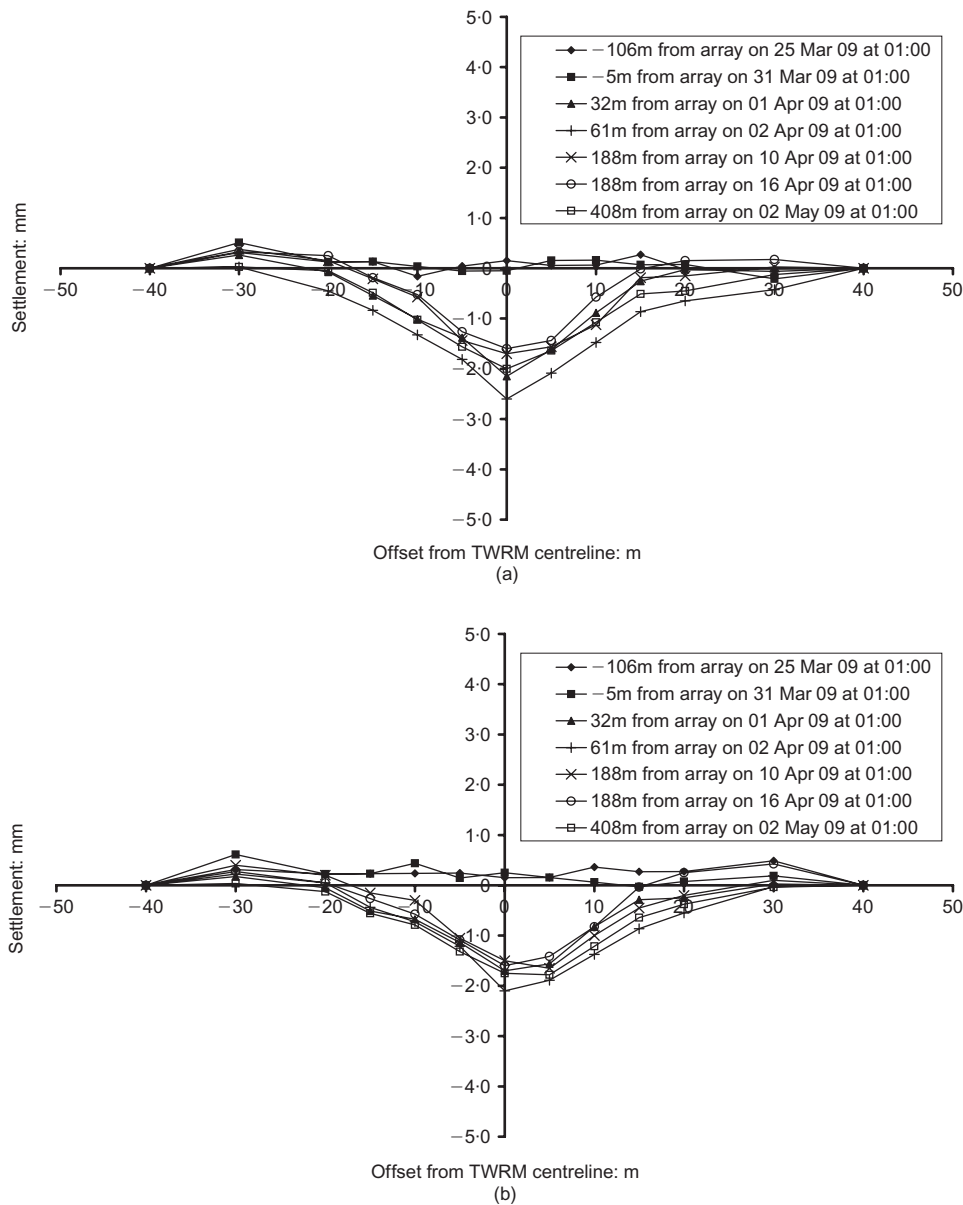 5·0
4·0
3·0
2·0
1·0
0
−1·0
−2·0
−3·0
−4·0
−5·0
−50
−40
−30
−20
−10
0
10
20
30
40
50
−106m from array on 25 Mar 09 at 01:00
−5m from array on 31 Mar 09 at 01:00
32m from array on 01 Apr 09 at 01:00
61m from array on 02 Apr 09 at 01:00
188m from array on 10 Apr 09 at 01:00
188m from array on 16 Apr 09 at 01:00
408m from array on 02 May 09 at 01:00
Settlement: mm
Offset from TWRM centreline: m
(a)
5·0
4·0
3·0
2·0
1·0
0
−1·0
−2·0
−3·0
−4·0
−5·0
−50
−40
−30
−20
−10
0
10
20
30
40
50
−106m from array on 25 Mar 09 at 01:00
−5m from array on 31 Mar 09 at 01:00
32m from array on 01 Apr 09 at 01:00
61m from array on 02 Apr 09 at 01:00
188m from array on 10 Apr 09 at 01:00
188m from array on 16 Apr 09 at 01:00
408m from array on 02 May 09 at 01:00
Settlement: mm
Offset from TWRM centreline: m
(b)